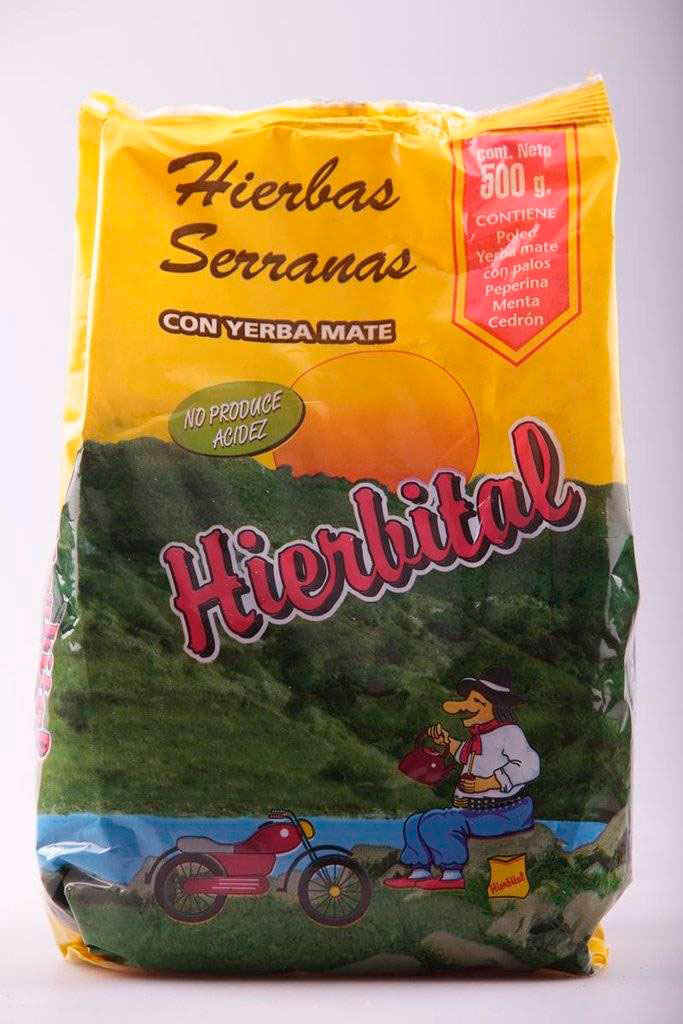 Hierbas
Serranas
CON YERBA MATE
Cont. Neto
500 g.
CONTIENE
Poleo
Yerba mate
con palos
Peperina
Menta
Cedrón
NO PRODUCE
ACIDEZ
Hierbital
Hierbital